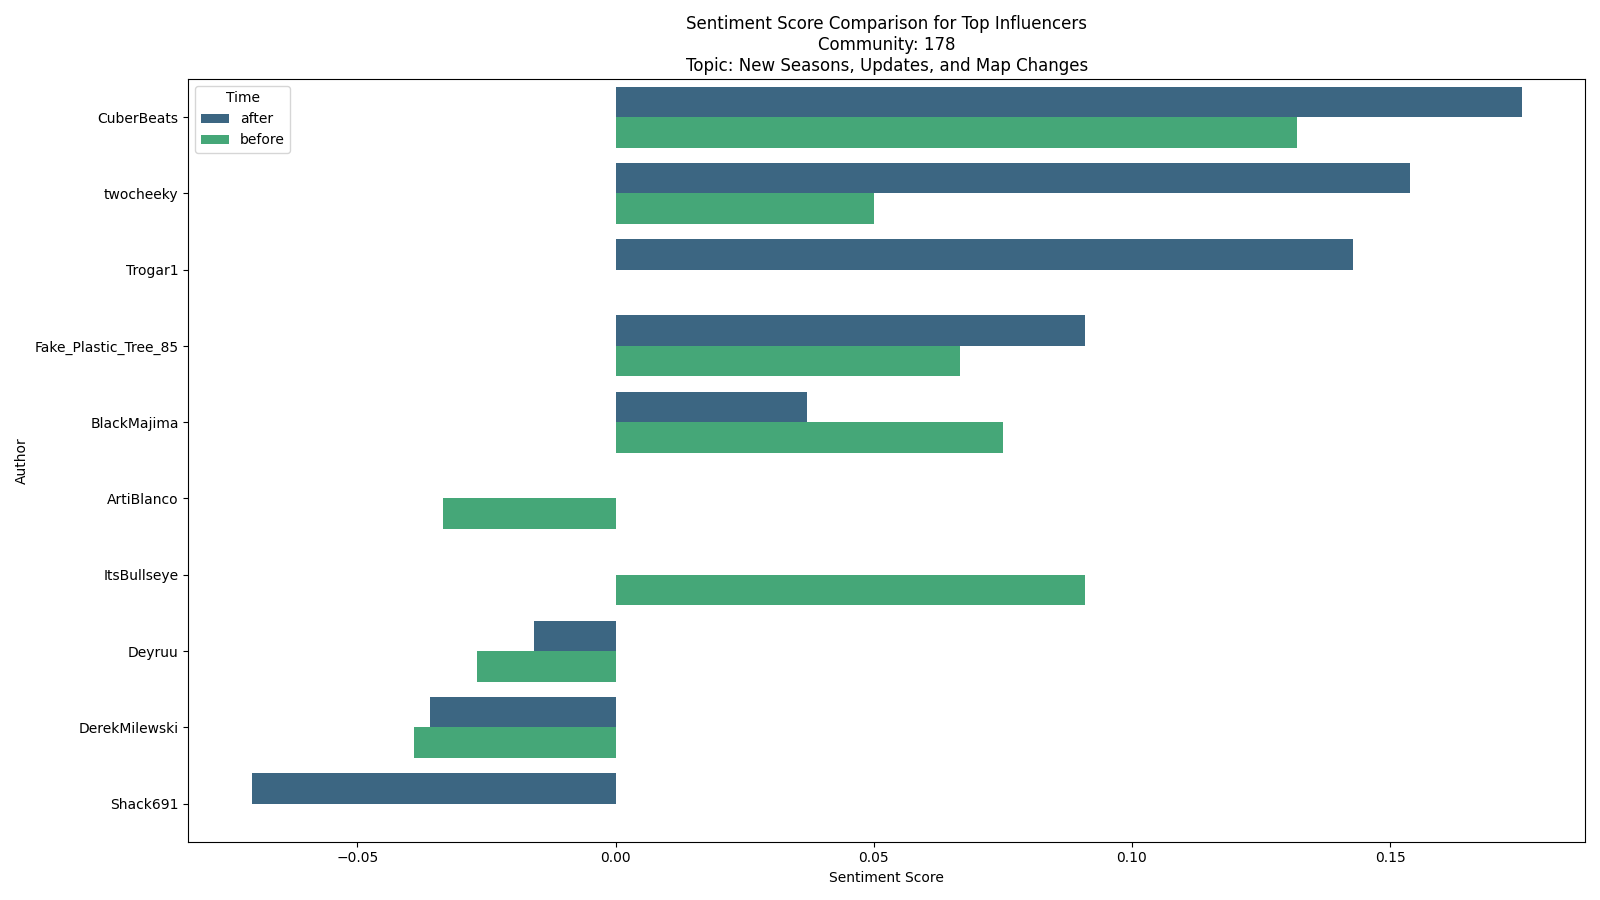 Sentiment Score Comparison for Top Influencers
Community: 178
Topic: New Seasons, Updates, and Map Changes
Time
after
before
Author
CuberBeats
twocheeky
Trogar1
Fake_Plastic_Tree_85
BlackMajima
ArtiBlanco
ItsBullseye
Deyruu
DerekMilewski
Shack691
−0.05 0.00 0.05 0.10 0.15
Sentiment Score